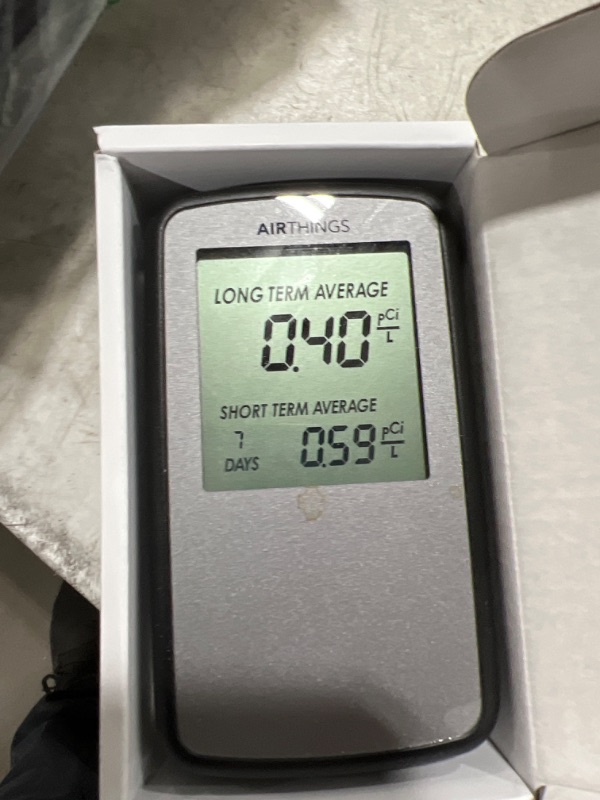 AIRTHINGS
LONG TERM AVERAGE
0.40 pCi/L
SHORT TERM AVERAGE
7 DAYS 0.59 pCi/L